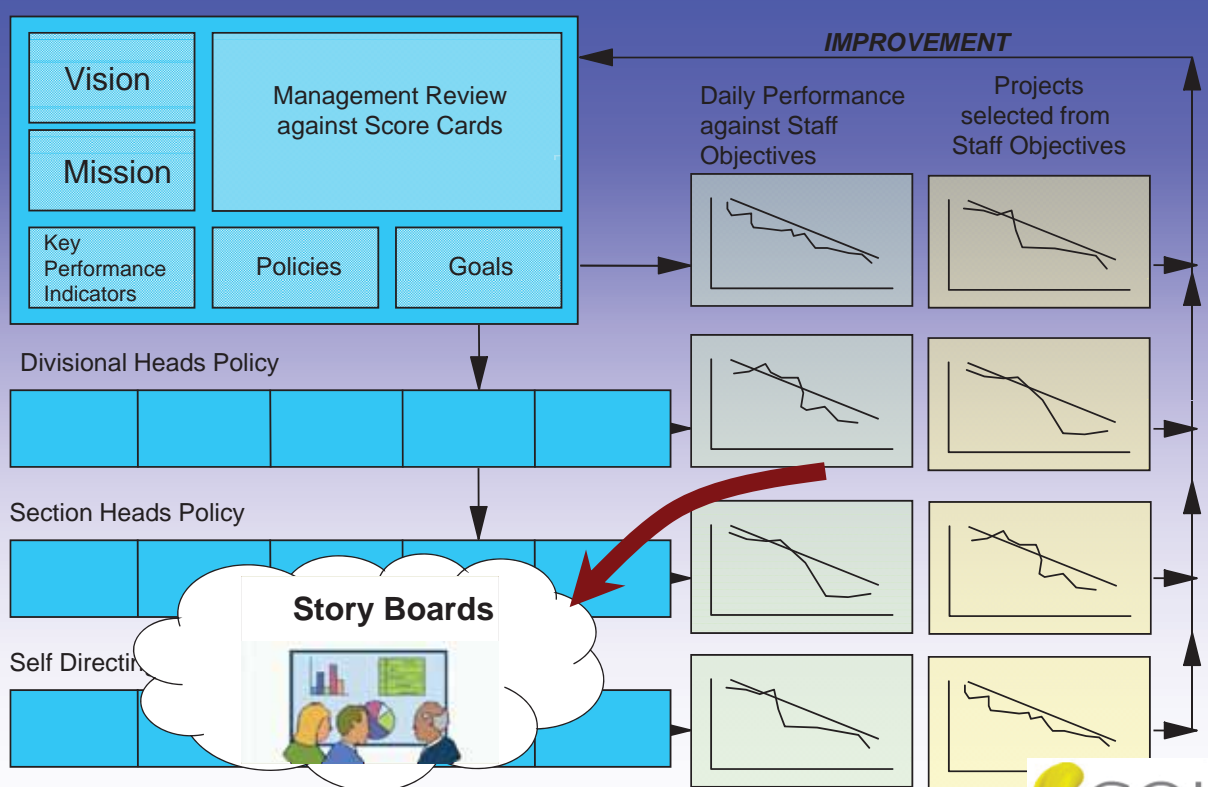 Vision
Mission
Management Review
against Score Cards
Key
Performance
Indicators
Policies
Goals
IMPROVEMENT
Daily Performance
against Staff
Objectives
Projects
selected from
Staff Objectives
Divisional Heads Policy
Section Heads Policy
Story Boards
Self